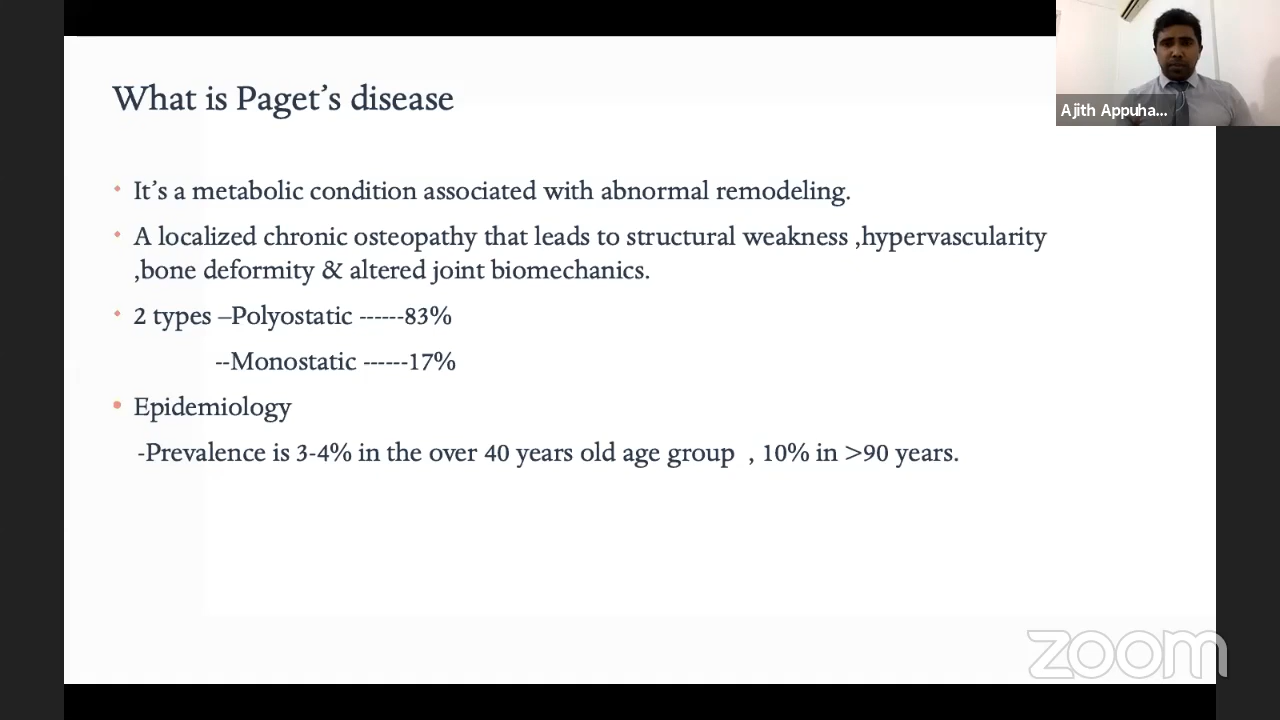 What is Paget's disease
Ajith Appuha...
It's a metabolic condition associated with abnormal remodeling.
A localized chronic osteopathy that leads to structural weakness ,hypervascularity
,bone deformity & altered joint biomechanics.
2 types –Polyostatic ------83%
--Monostatic ------17%
Epidemiology
-Prevalence is 3-4% in the over 40 years old age group , 10% in >90 years.
zoom